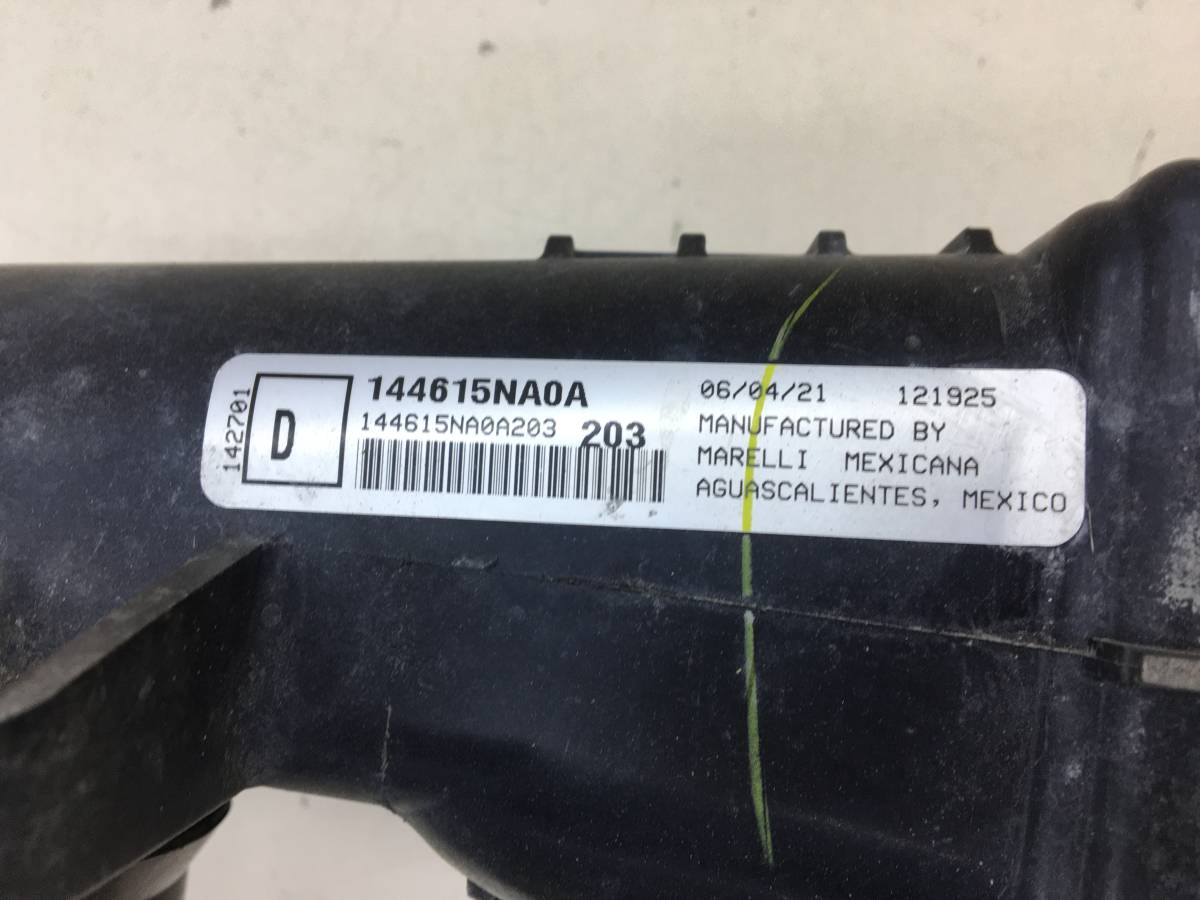 142701
D
144615NA0A
144615NA0A203 203
06/04/21 121925
MANUFACTURED BY
MARELLI MEXICANA
AGUASCALIENTES, MEXICO
P